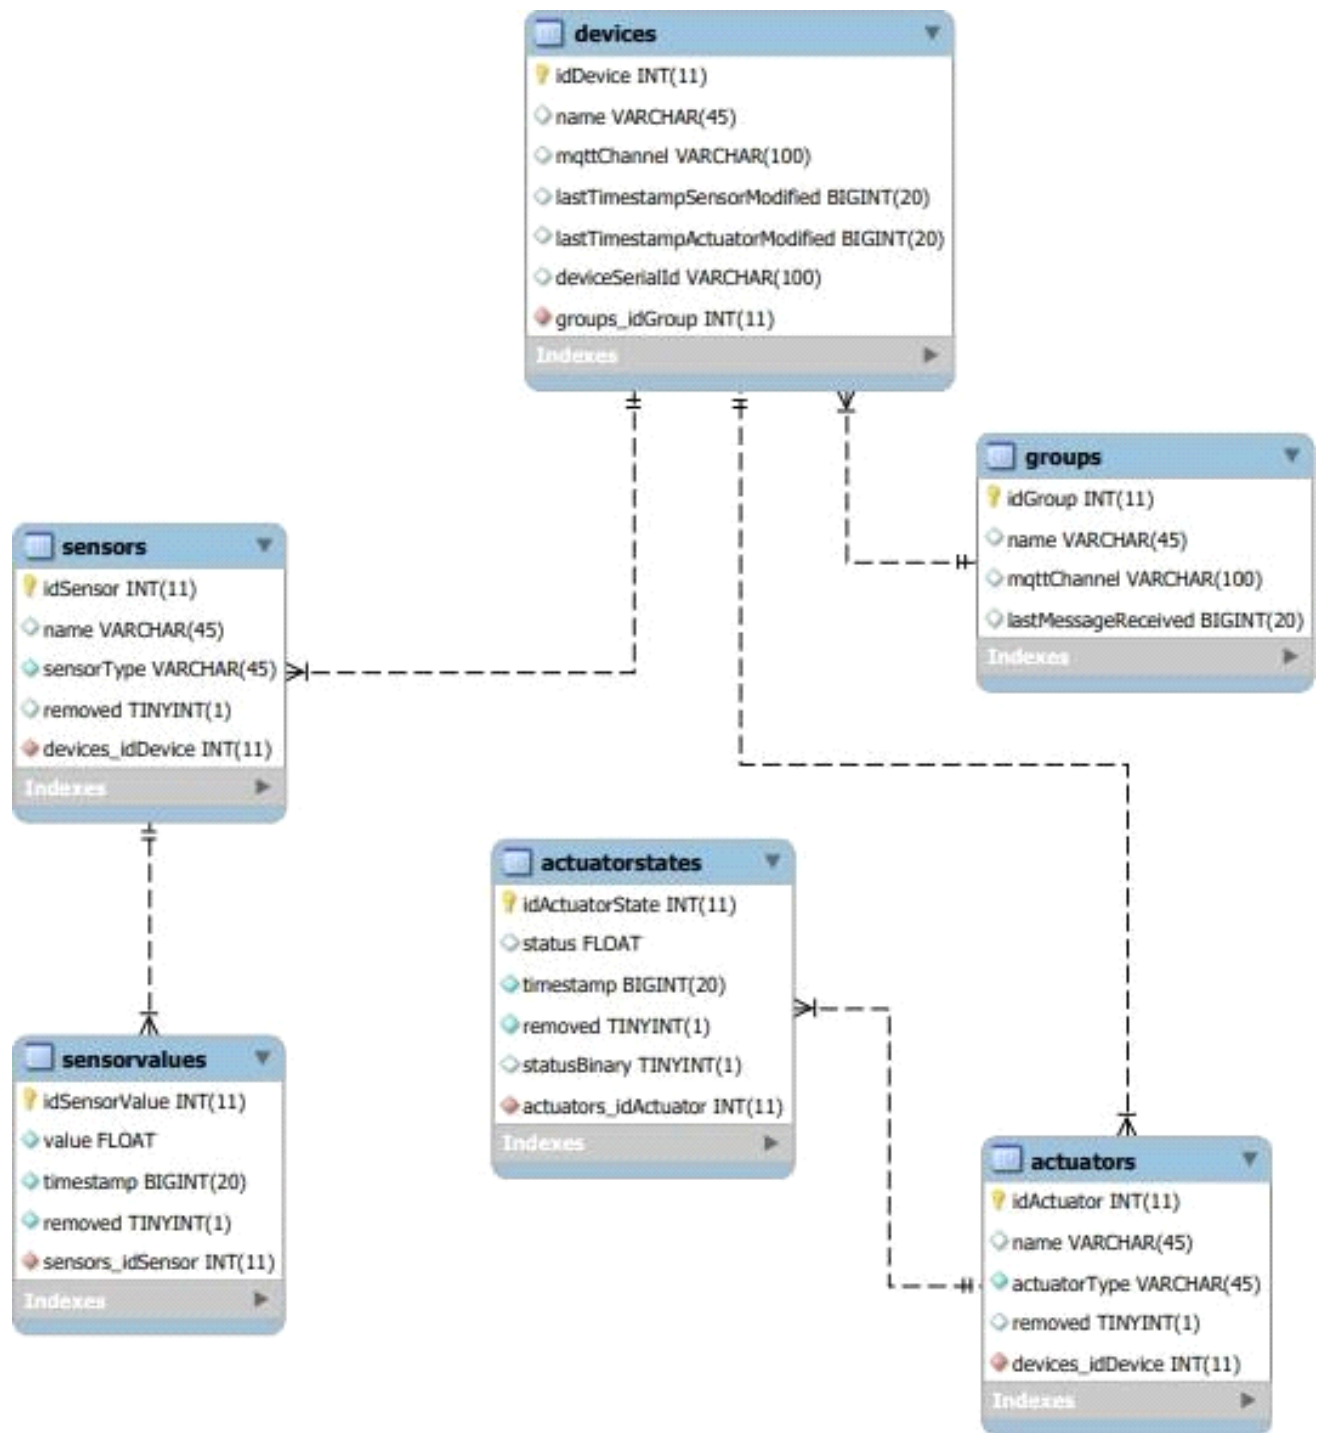 devices
idDevice INT(11)
name VARCHAR(45)
mqttChannel VARCHAR(100)
lastTimestampSensorModified BIGINT(20)
lastTimestampActuatorModified BIGINT(20)
deviceSerialId VARCHAR(100)
groups_idGroup INT(11)
Indexes
groups
idGroup INT(11)
name VARCHAR(45)
mqttChannel VARCHAR(100)
lastMessageReceived BIGINT(20)
Indexes
sensors
idSensor INT(11)
name VARCHAR(45)
sensorType VARCHAR(45)
removed TINYINT(1)
devices_idDevice INT(11)
Indexes
actuatorstates
idActuatorState INT(11)
status FLOAT
timestamp BIGINT(20)
removed TINYINT(1)
statusBinary TINYINT(1)
actuators_idActuator INT(11)
Indexes
sensorvalues
idSensorValue INT(11)
value FLOAT
timestamp BIGINT(20)
removed TINYINT(1)
sensors_idSensor INT(11)
Indexes
actuators
idActuator INT(11)
name VARCHAR(45)
actuatorType VARCHAR(45)
removed TINYINT(1)
devices_idDevice INT(11)
Indexes